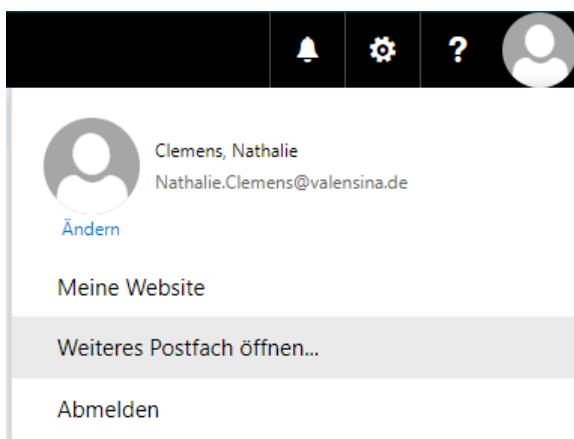 ?
Clemens, Nathalie
Nathalie.Clemens@valensina.de
Ändern
Meine Website
Weiteres Postfach öffnen...
Abmelden